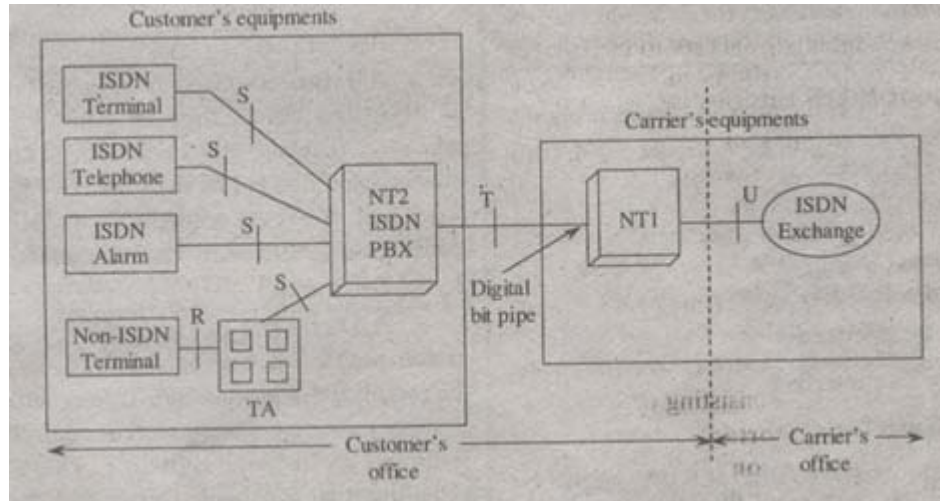 Customer's equipments
ISDN
Terminal
S
ISDN
Telephone
S
ISDN
Alarm
S
Non-ISDN
Terminal
R
S
TA
NT2
ISDN
PBX
T
Digital
bit pipe
Carrier's equipments
NT1
U
ISDN
Exchange
Customer's
office
Carrier's
office